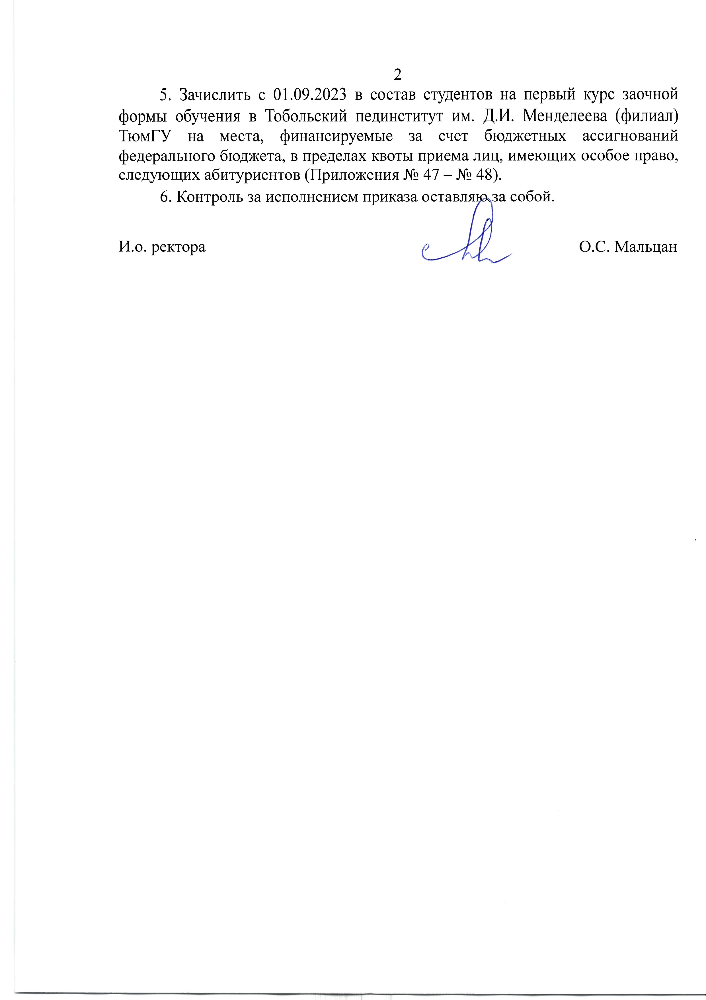 2
5. Зачислить с 01.09.2023 в состав студентов на первый курс заочной
формы обучения в Тобольский пединститут им. Д.И. Менделеева (филиал)
ТюмГУ на места, финансируемые за счет бюджетных ассигнований
федерального бюджета, в пределах квоты приема лиц, имеющих особое право,
следующих абитуриентов (Приложения № 47 – № 48).
6. Контроль за исполнением приказа оставляю за собой.
И.о. ректора О.С. Мальцан